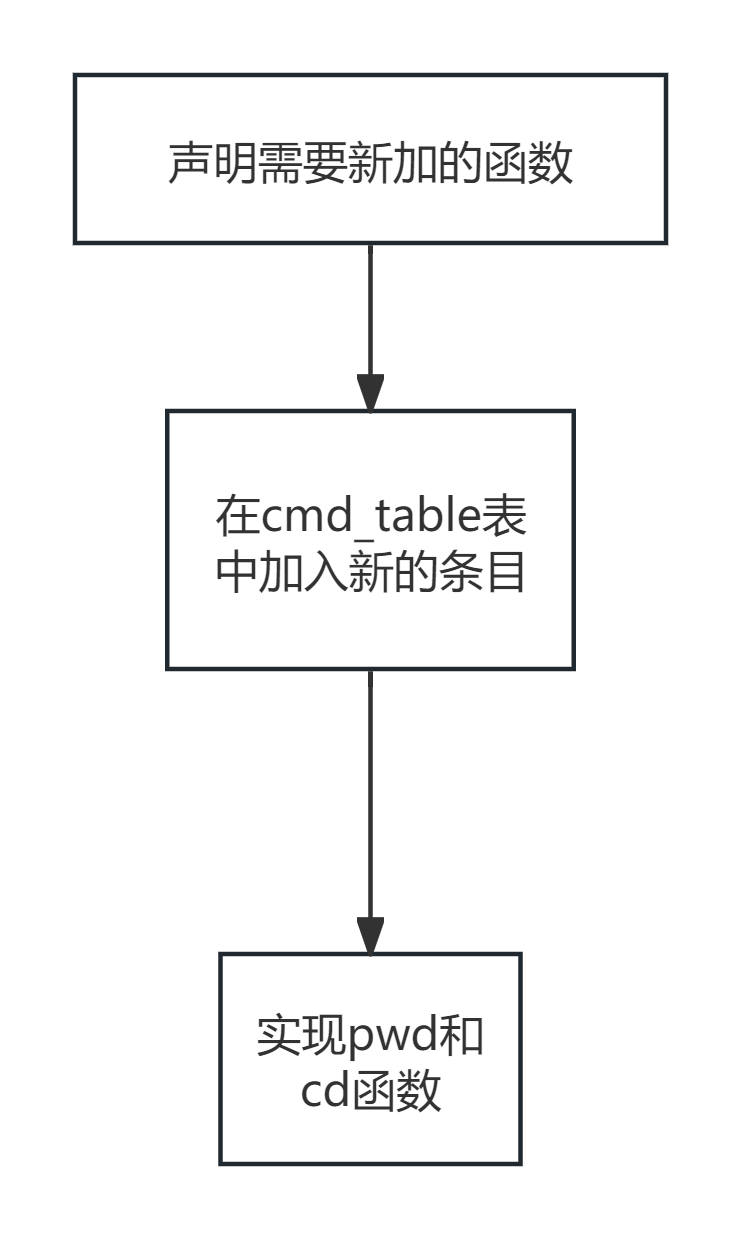 声明需要新加的函数
在cmd_table表
中加入新的条目
实现pwd和
cd函数